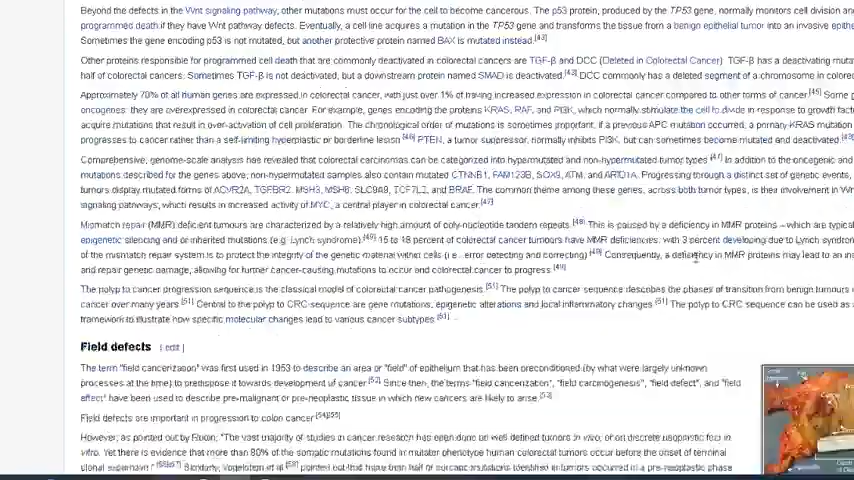 Beyond the defects in the Wnt signaling pathway, other mutations must occur for the cell to become cancerous. The p53 protein, produced by the TP53 gene, normally monitors cell division and
programmed death if they have Wnt pathway defects. Eventually, a cell line acquires a mutation in the TP53 gene and transforms the tissue from a benign epithelial tumor into an invasive epithe
Sometimes the gene encoding p53 is not mutated, but another protective protein named BAX is mutated instead.[43]
Other proteins responsible for programmed cell death that are commonly deactivated in colorectal cancers are TGF-β and DCC (Deleted in Colorectal Cancer). TGF-β has a deactivating muta
half of colorectal cancers. Sometimes TGF-β is not deactivated, but a downstream protein named SMAD is deactivated.[43] DCC commonly has a deleted segment of a chromosome in colore
Approximately 70% of all human genes are expressed in colorectal cancer, with just over 1% of having increased expression in colorectal cancer compared to other forms of cancer.[45] Some g
oncogenes: they are overexpressed in colorectal cancer. For example, genes encoding the proteins KRAS, RAF, and PI3K, which normally stimulate the cell to divide in response to growth facto
acquire mutations that result in over-activation of cell proliferation. The chronological order of mutations is sometimes important. If a previous APC mutation occurred, a primary KRAS mutation
progresses to cancer rather than a self-limiting hyperplastic or borderline lesion.[46] PTEN, a tumor suppressor, normally inhibits PI3K, but can sometimes become mutated and deactivated.
Comprehensive, genome-scale analysis has revealed that colorectal carcinomas can be categorized into hypermutated and non-hypermutated tumor types.[47] In addition to the oncogenic and
mutations described for the genes above, non-hypermutated samples also contain mutated CTNNB1, FAM123B, SOX9, ATM, and ARID1A. Progressing through a distinct set of genetic events,
tumors display mutated forms of ACVR2A, TGFBR2, MSH3, MSH6, SLC9A9, TCF7L2, and BRAF. The common theme among these genes, across both tumor types, is their involvement in Wn
signaling pathways, which results in increased activity of MYC, a central player in colorectal cancer.[47]
Mismatch repair (MMR) deficient tumours are characterized by a relatively high amount of poly-nucleotide tandem repeats.[48] This is caused by a deficiency in MMR proteins – which are typical
epigenetic silencing and or inherited mutations (e.g. Lynch syndrome).[49] 15 to 18 percent of colorectal cancer tumours have MMR deficiencies, with 3 percent developing due to Lynch syndron
of the mismatch repair system is to protect the integrity of the genetic material within cells (i.e.: error detecting and correcting).[49] Consequently, a deficiency in MMR proteins may lead to an in
and repair genetic damage, allowing for further cancer-causing mutations to occur and colorectal cancer to progress.[49]
The polyp to cancer progression sequence is the classical model of colorectal cancer pathogenesis.[51] The polyp to cancer sequence describes the phases of transition from benign tumours
cancer over many years.[51] Central to the polyp to CRC sequence are gene mutations, epigenetic alterations and local inflammatory changes.[51] The polyp to CRC sequence can be used as
framework to illustrate how specific molecular changes lead to various cancer subtypes.[51]
Field defects [edit]
The term "field cancerization" was first used in 1953 to describe an area or "field" of epithelium that has been preconditioned (by what were largely unknown
processes at the time) to predispose it towards development of cancer.[52] Since then, the terms "field cancerization", "field carcinogenesis", "field defect", and "field
effect" have been used to describe pre-malignant or pre-neoplastic tissue in which new cancers are likely to arise.[53]
Field defects are important in progression to colon cancer.[54][55]
However, as pointed out by Rubin, "The vast majority of studies in cancer research has been done on well defined tumors in vivo, or on discrete neoplastic foci in
vitro. Yet there is evidence that more than 80% of the somatic mutations found in mutator phenotype human colorectal tumors occur before the onset of terminal
clonal expansion".[56][57] Similarly, Vogelstein et al.[58] pointed out that more than half of somatic mutations identified in tumors occurred in a pre-neoplastic phase